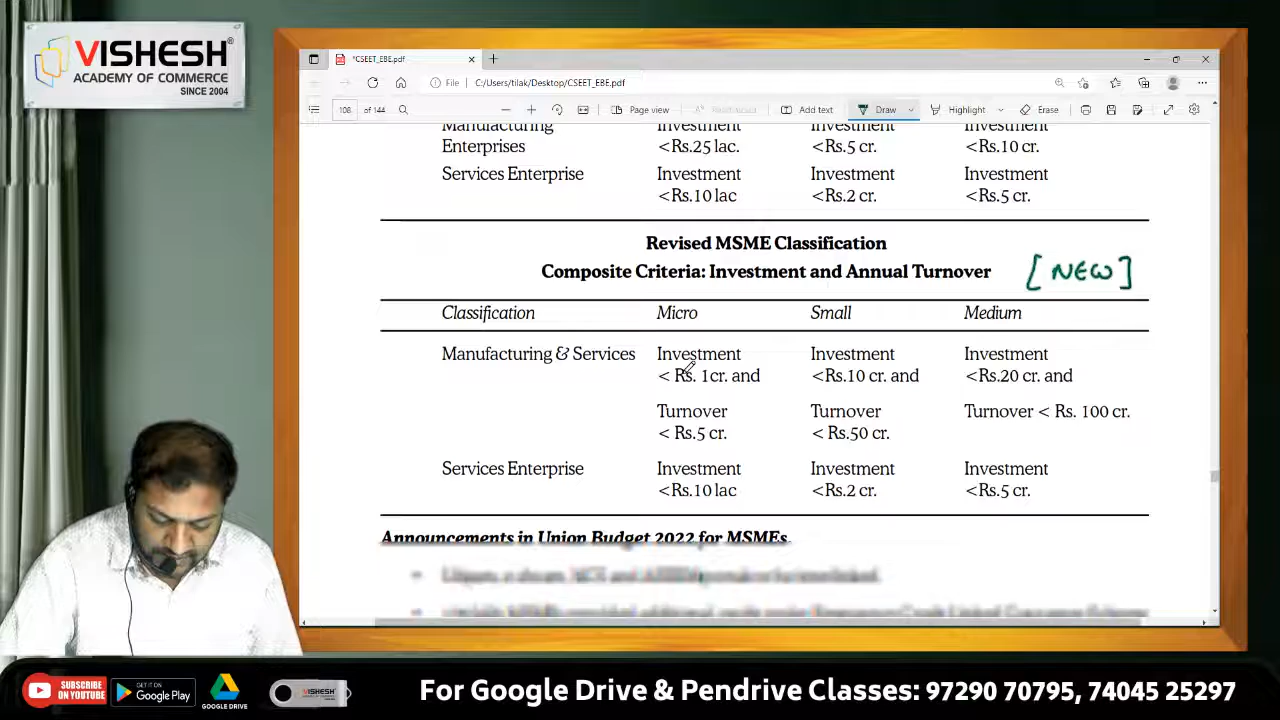 VISHESH®
ACADEMY OF COMMERCE
SINCE 2004
*CSEET_EBE.pdf
File C:/Users/tilak/Desktop/CSEET_EBE.pdf
108 of 144 Page view Add text Draw Highlight Erase
Manufacturing Investment Investment Investment
Enterprises <Rs.25 lac. <Rs.5 cr. <Rs.10 cr.
Services Enterprise Investment Investment Investment
<Rs.10 lac <Rs.2 cr. <Rs.5 cr.
Revised MSME Classification
Composite Criteria: Investment and Annual Turnover [NEW]
Classification Micro Small Medium
Manufacturing & Services Investment Investment Investment
< Rs. 1cr. and <Rs.10 cr. and <Rs.20 cr. and
Turnover Turnover Turnover < Rs. 100 cr.
< Rs.5 cr. < Rs.50 cr.
Services Enterprise Investment Investment Investment
<Rs.10 lac <Rs.2 cr. <Rs.5 cr.
Announcements in Union Budget 2022 for MSMEs.
SUBSCRIBE
ON YOUTUBE
GET IT ON
Google Play
GOOGLE DRIVE
VISHESH
For Google Drive & Pendrive Classes: 97290 70795, 74045 25297